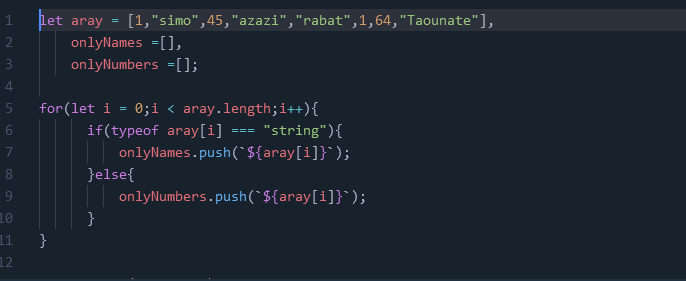 1 let aray = [1,"simo",45,"azazi","rabat",1,64,"Taounate"],
2 onlyNames =[],
3 onlyNumbers =[];
4
5 for(let i = 0;i < aray.length;i++){
6 if(typeof aray[i] === "string"){
7 onlyNames.push(`${aray[i]}`);
8 }else{
9 onlyNumbers.push(`${aray[i]}`);
10 }
11 }
12